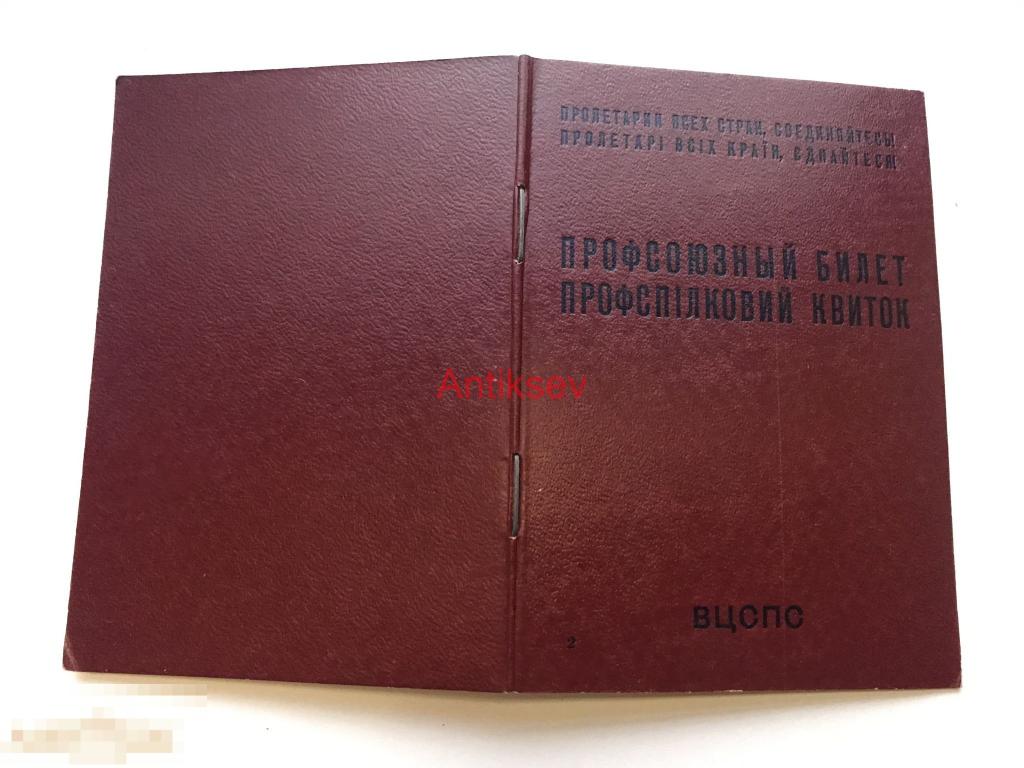 ПРОЛЕТАРИИ ВСЕХ СТРАН, СОЕДИНЯЙТЕСЬ!
ПРОЛЕТАРІ ВСІХ КРАЇН, ЄДНАЙТЕСЯ!
ПРОФСОЮЗНЫЙ БИЛЕТ
ПРОФСПІЛКОВИЙ КВИТОК
Antiksev
ВЦСПС
2